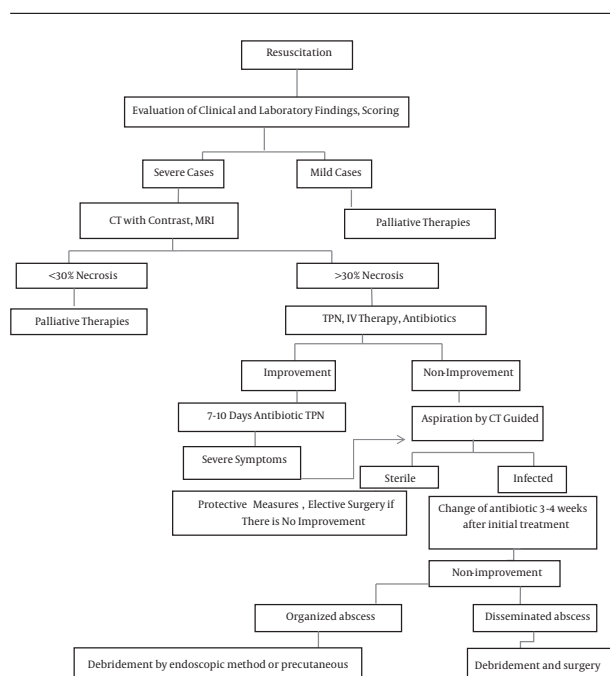 Resuscitation
Evaluation of Clinical and Laboratory Findings, Scoring
Severe Cases
Mild Cases
CT with Contrast, MRI
Palliative Therapies
<30% Necrosis
>30% Necrosis
Palliative Therapies
TPN, IV Therapy, Antibiotics
Improvement
Non-Improvement
7-10 Days Antibiotic TPN
Aspiration by CT Guided
Severe Symptoms
Sterile
Infected
Protective Measures , Elective Surgery if
There is No Improvement
Change of antibiotic 3-4 weeks
after initial treatment
Non-improvement
Organized abscess
Disseminated abscess
Debridement by endoscopic method or precutaneous
Debridement and surgery